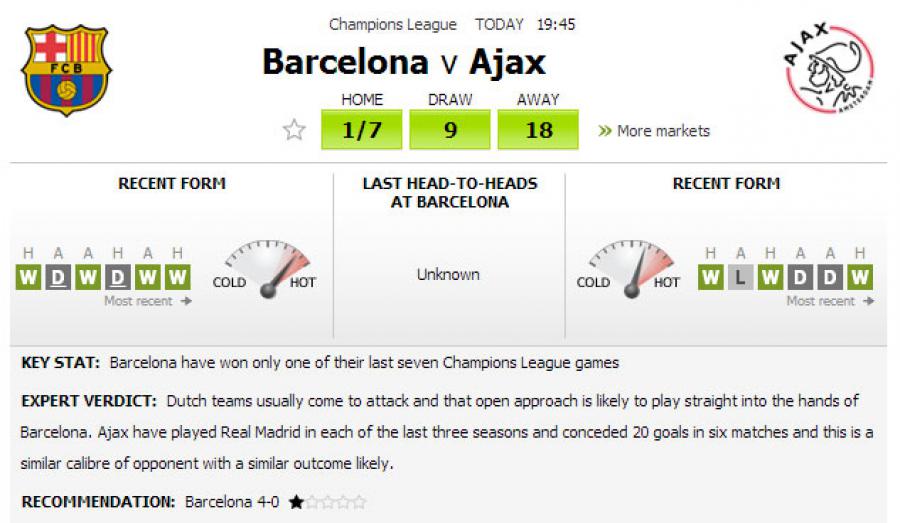 Champions League TODAY 19:45
Barcelona v Ajax
FCB
AJAX
AMSTERDAM
HOME DRAW AWAY
1/7 9 18 » More markets
RECENT FORM
H A A H A H
W D W D W W
COLD HOT
Most recent →
LAST HEAD-TO-HEADS
AT BARCELONA
Unknown
RECENT FORM
COLD HOT
H A H A A H
W L W D D W
Most recent →
KEY STAT: Barcelona have won only one of their last seven Champions League games
EXPERT VERDICT: Dutch teams usually come to attack and that open approach is likely to play straight into the hands of
Barcelona. Ajax have played Real Madrid in each of the last three seasons and conceded 20 goals in six matches and this is a
similar calibre of opponent with a similar outcome likely.
RECOMMENDATION: Barcelona 4-0 ★☆☆☆☆